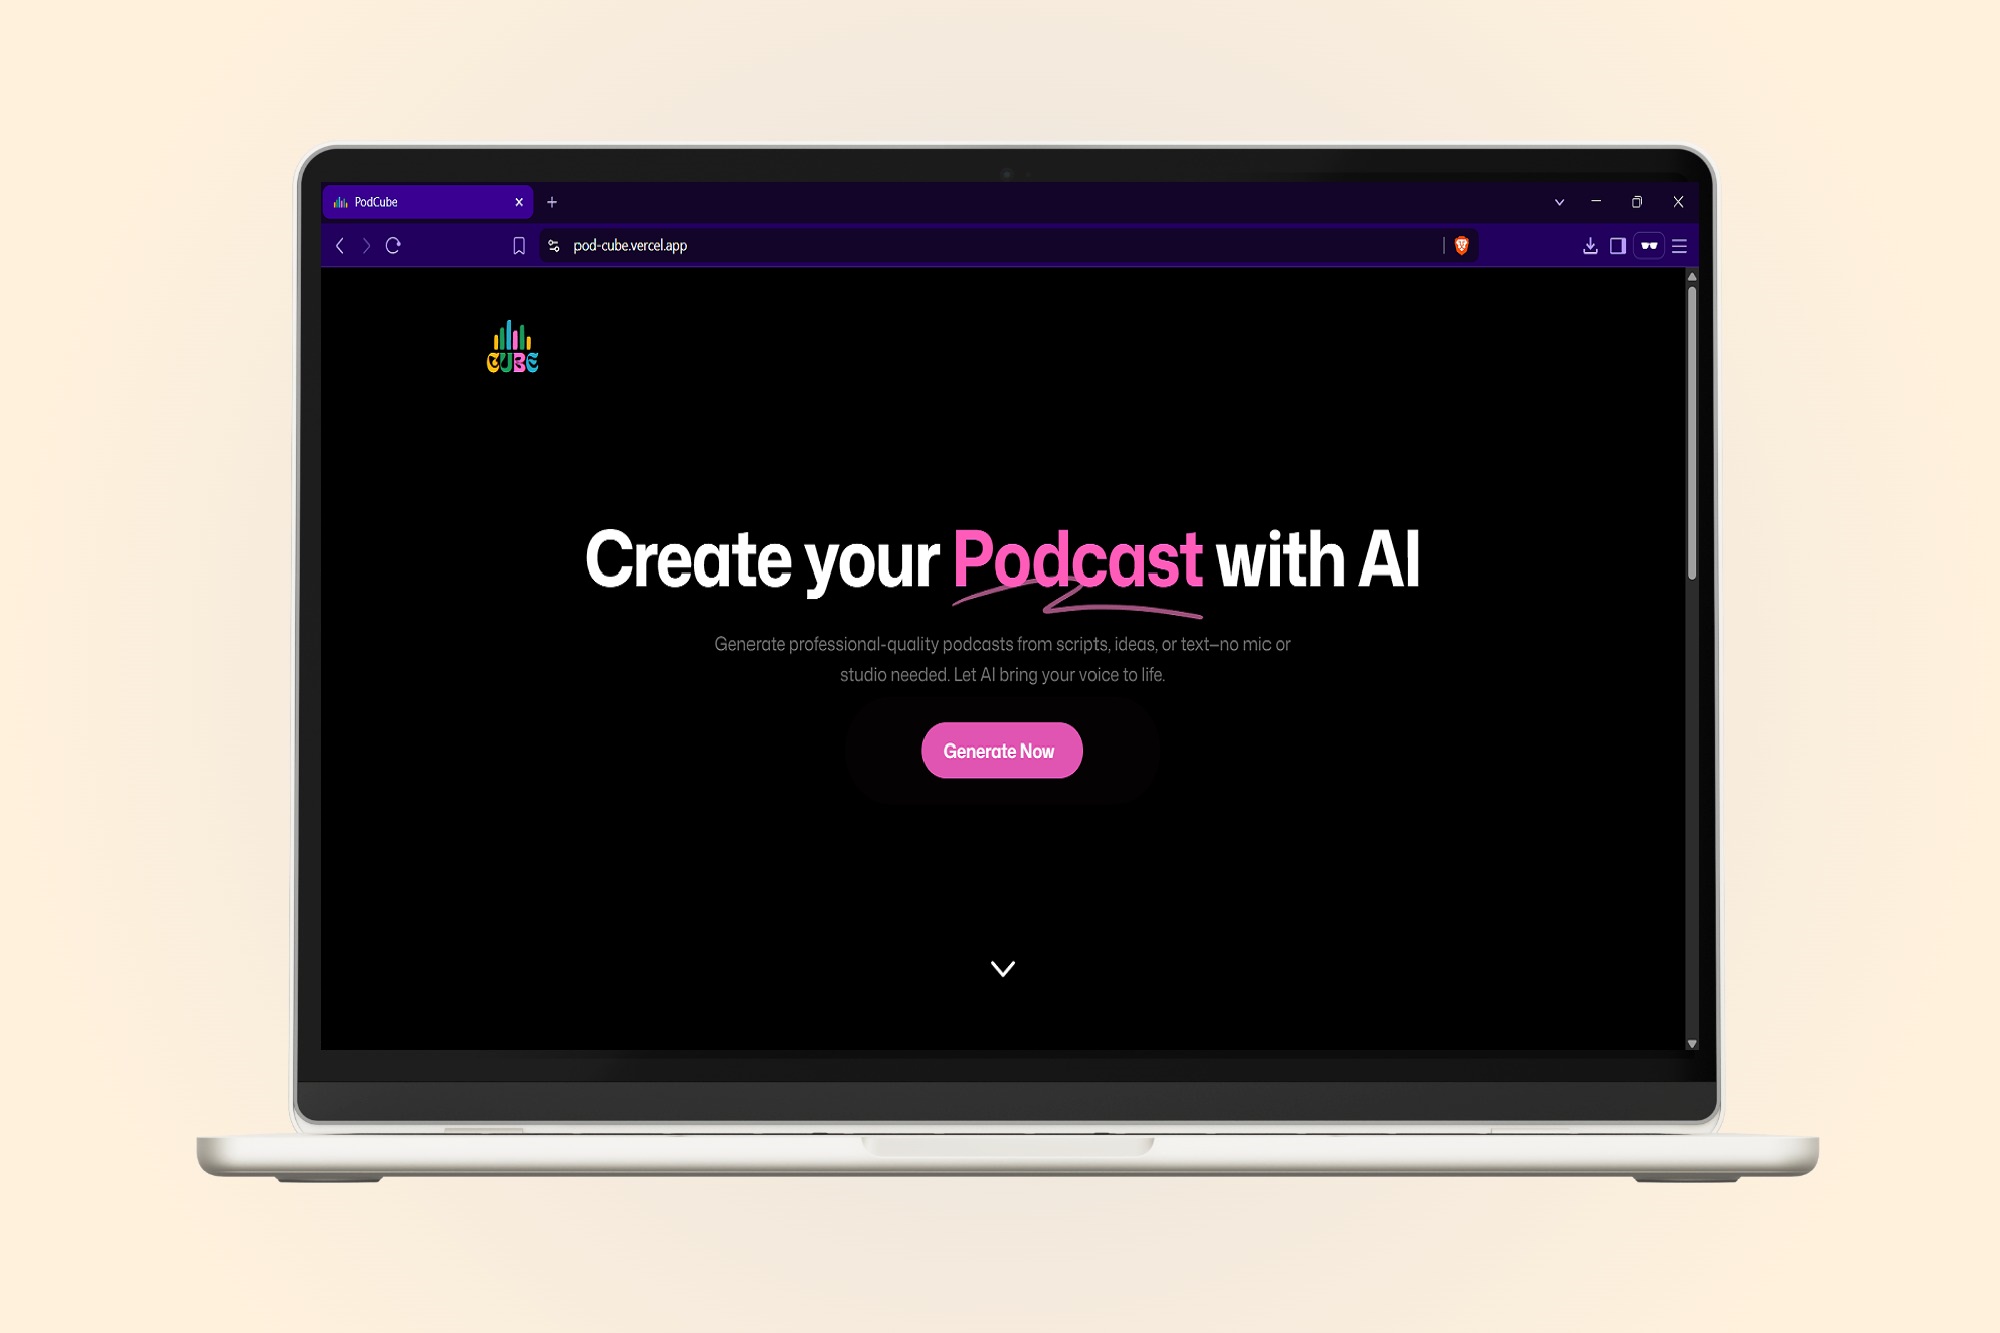 PodCube
pod-cube.vercel.app
CUBE
Create your Podcast with AI
Generate professional-quality podcasts from scripts, ideas, or text—no mic or
studio needed. Let AI bring your voice to life.
Generate Now